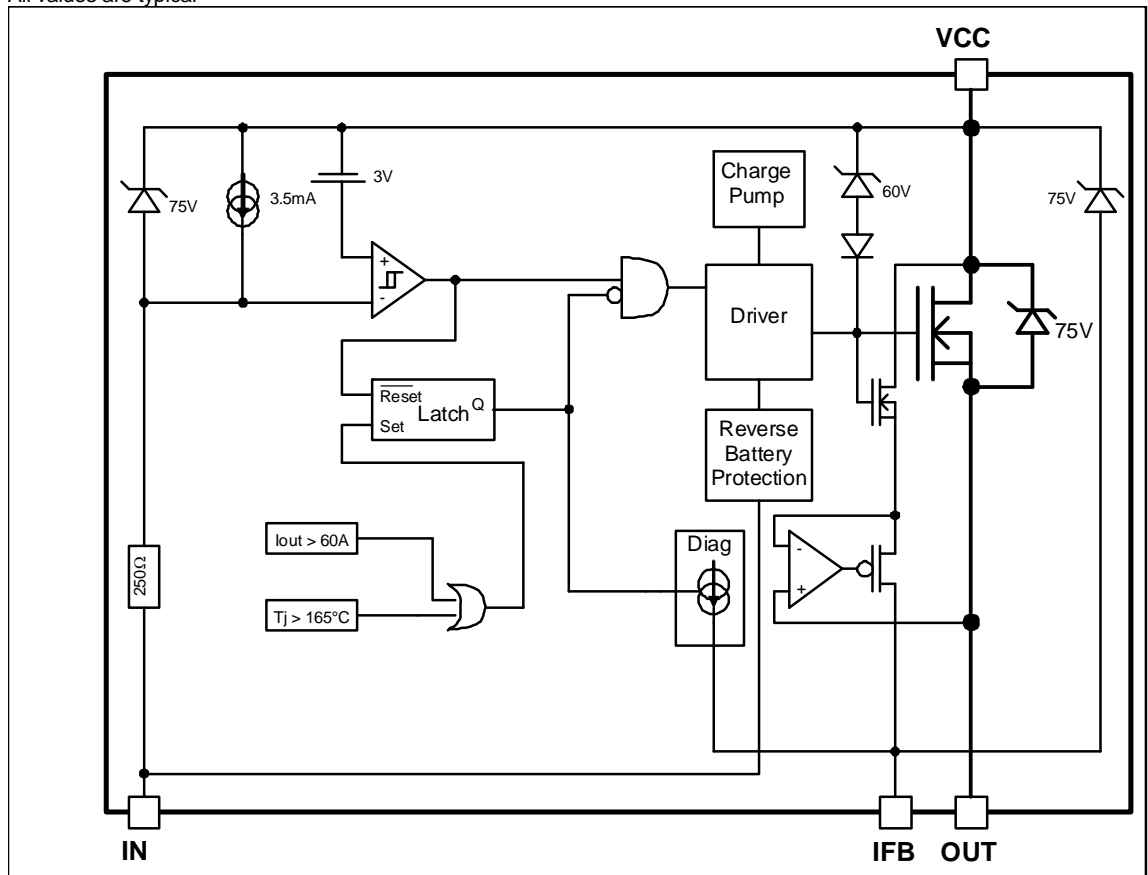 All values are typical
VCC
75V
3.5mA
3V
Charge
Pump
60V
75V
+
-
Driver
75V
Reset
Latch
Q
Set
Reverse
Battery
Protection
250Ω
Iout > 60A
Tj > 165°C
Diag
-
+
IN
IFB
OUT